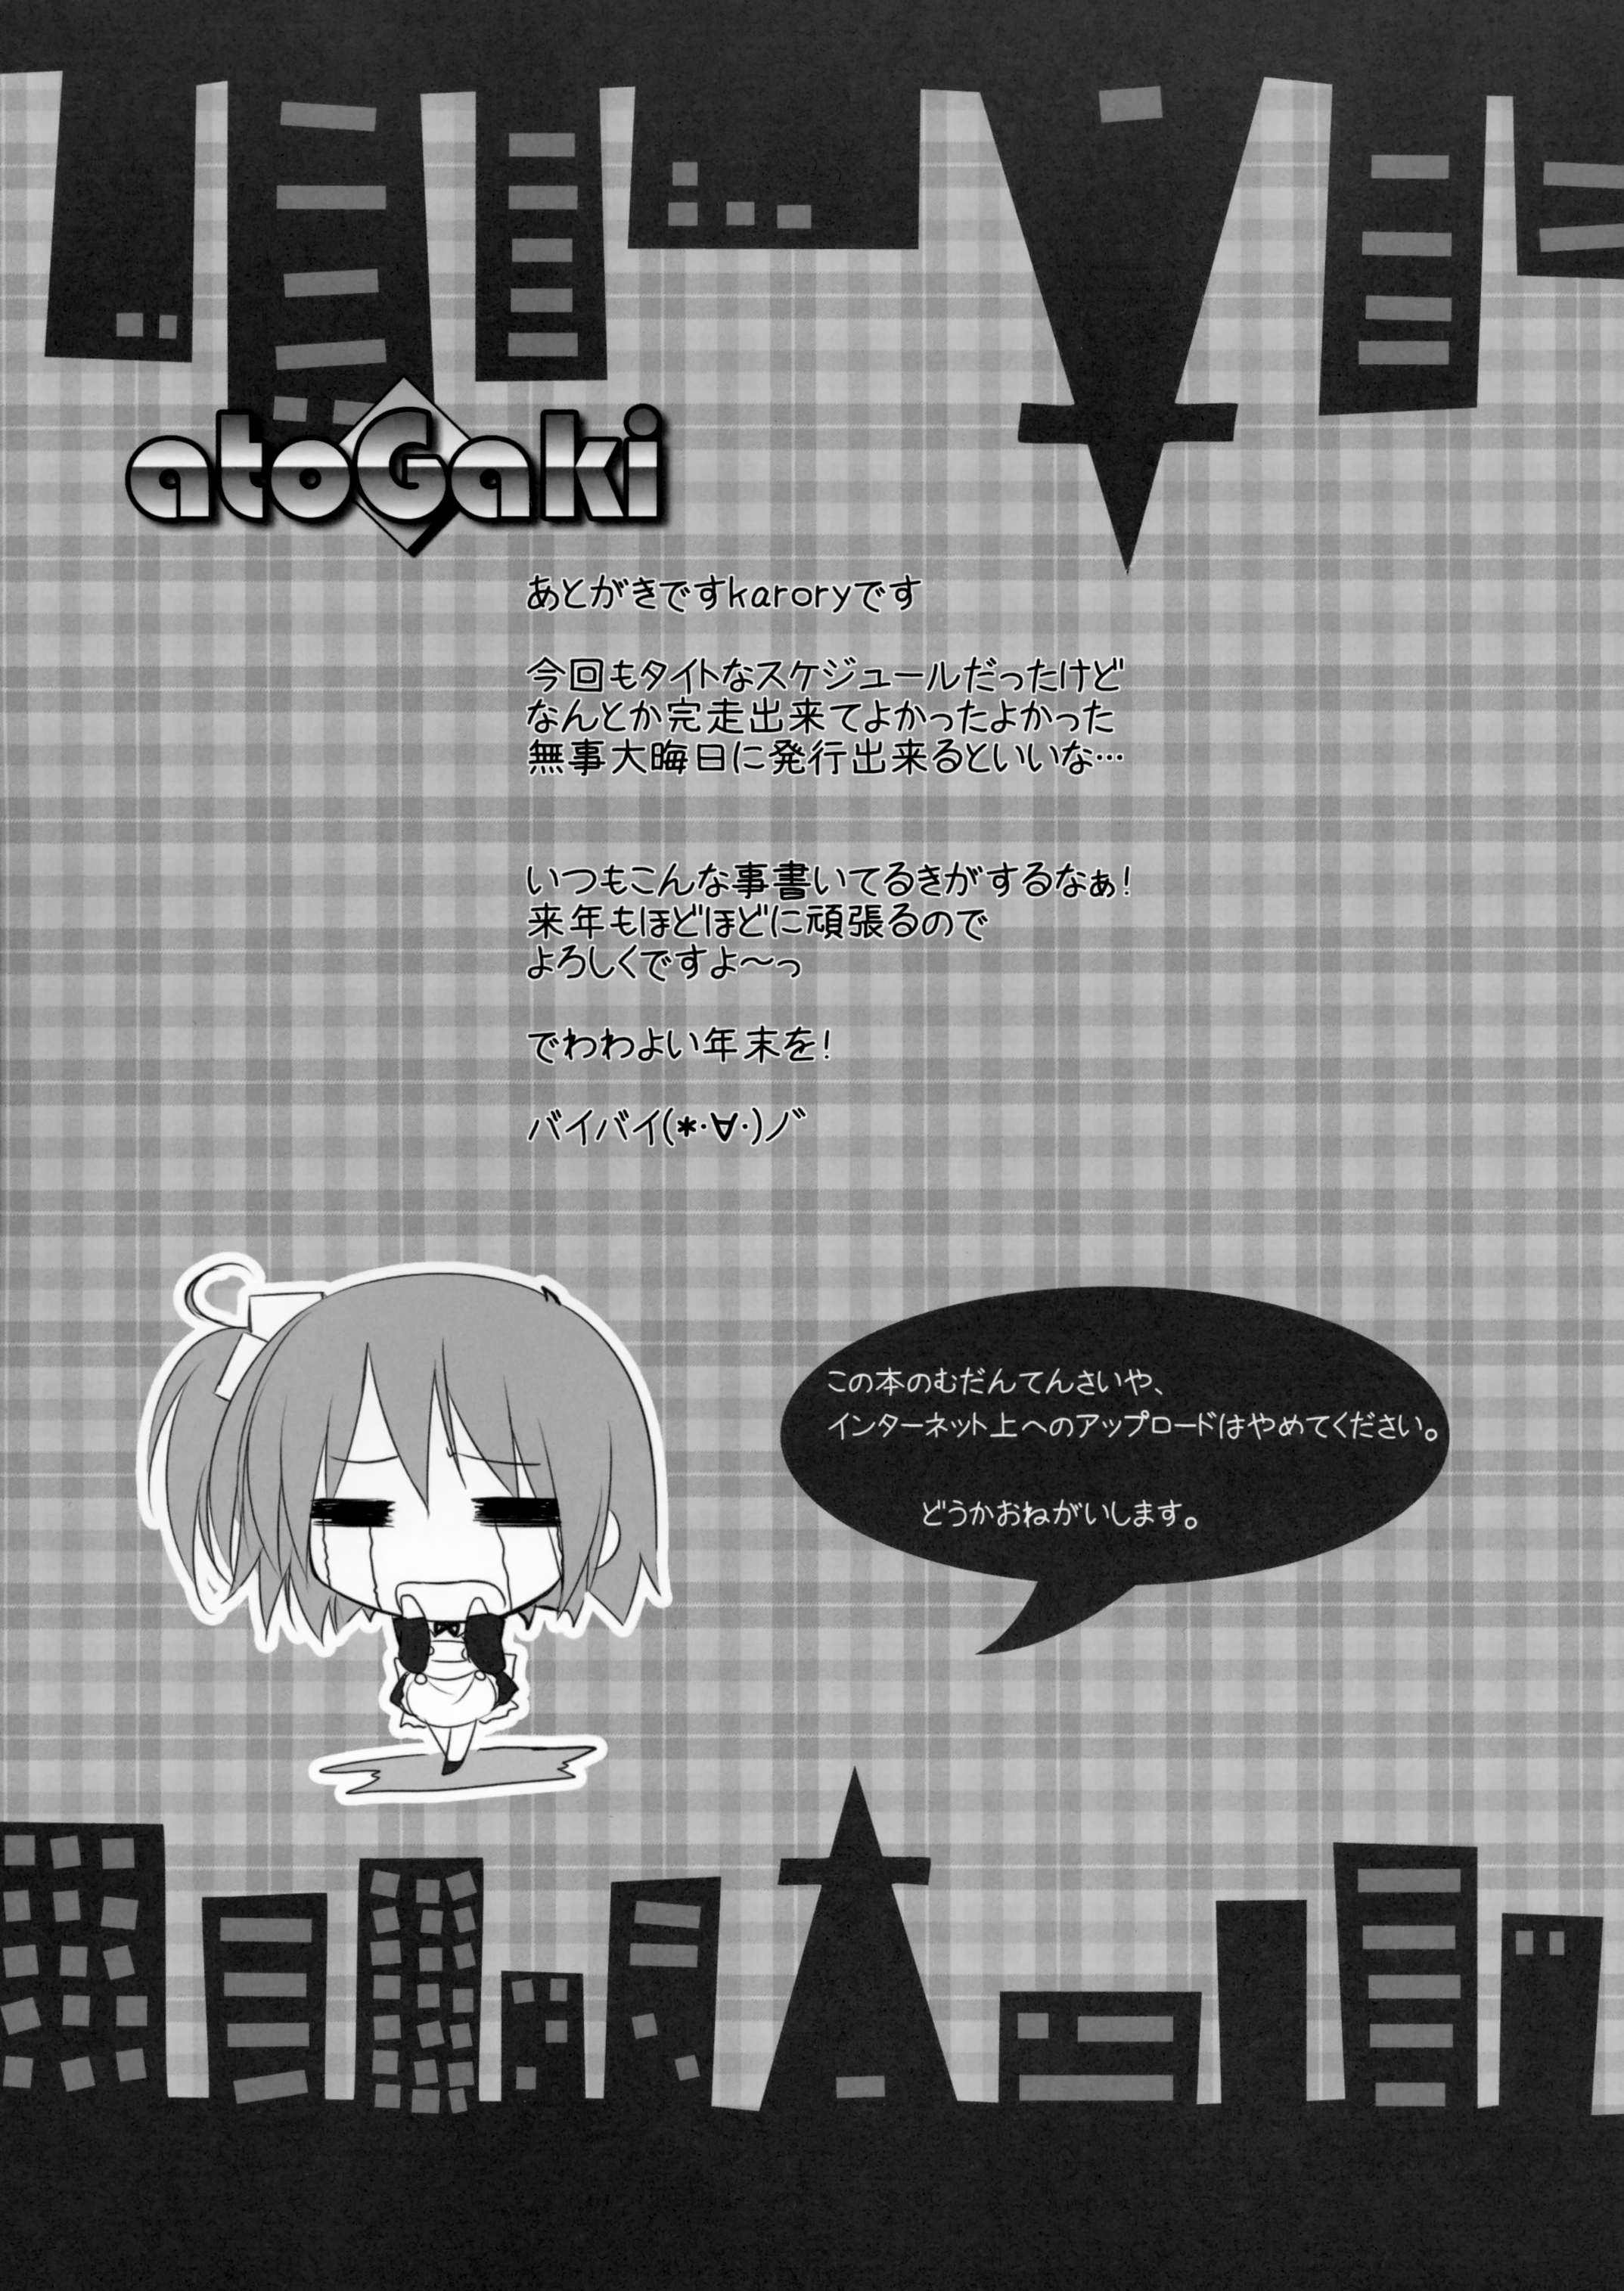 atoGaki
あとがきですkaroryです
今回もタイトなスケジュールだったけど
なんとか完走出来てよかったよかった
無事大晦日に発行出来るといいな…
いつもこんな事書いてるきがするなぁ!
来年もほどほどに頑張るので
よろしくですよ～っ
でわわよい年末を!
バイバイ(*･∀･)ﾉﾞ
この本のむだんてんさいや、
インターネット上へのアップロードはやめてください。
どうかおねがいします。